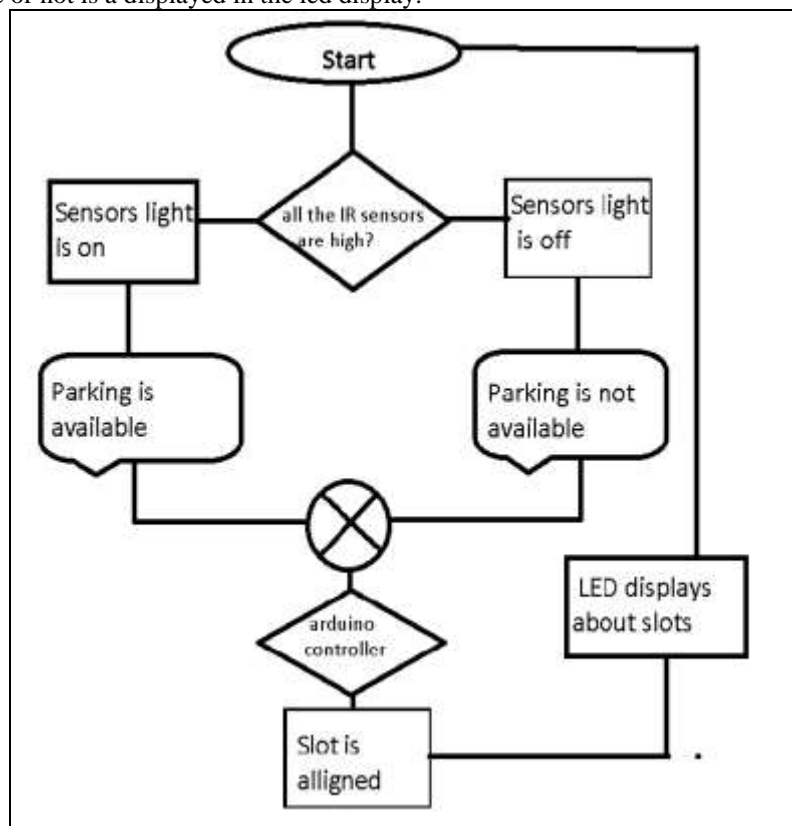 e or not is a displayed in the led display.
Start
all the IR sensors
are high?
Sensors light
is on
Sensors light
is off
Parking is
available
Parking is not
available
arduino
controller
LED displays
about slots
Slot is
alligned